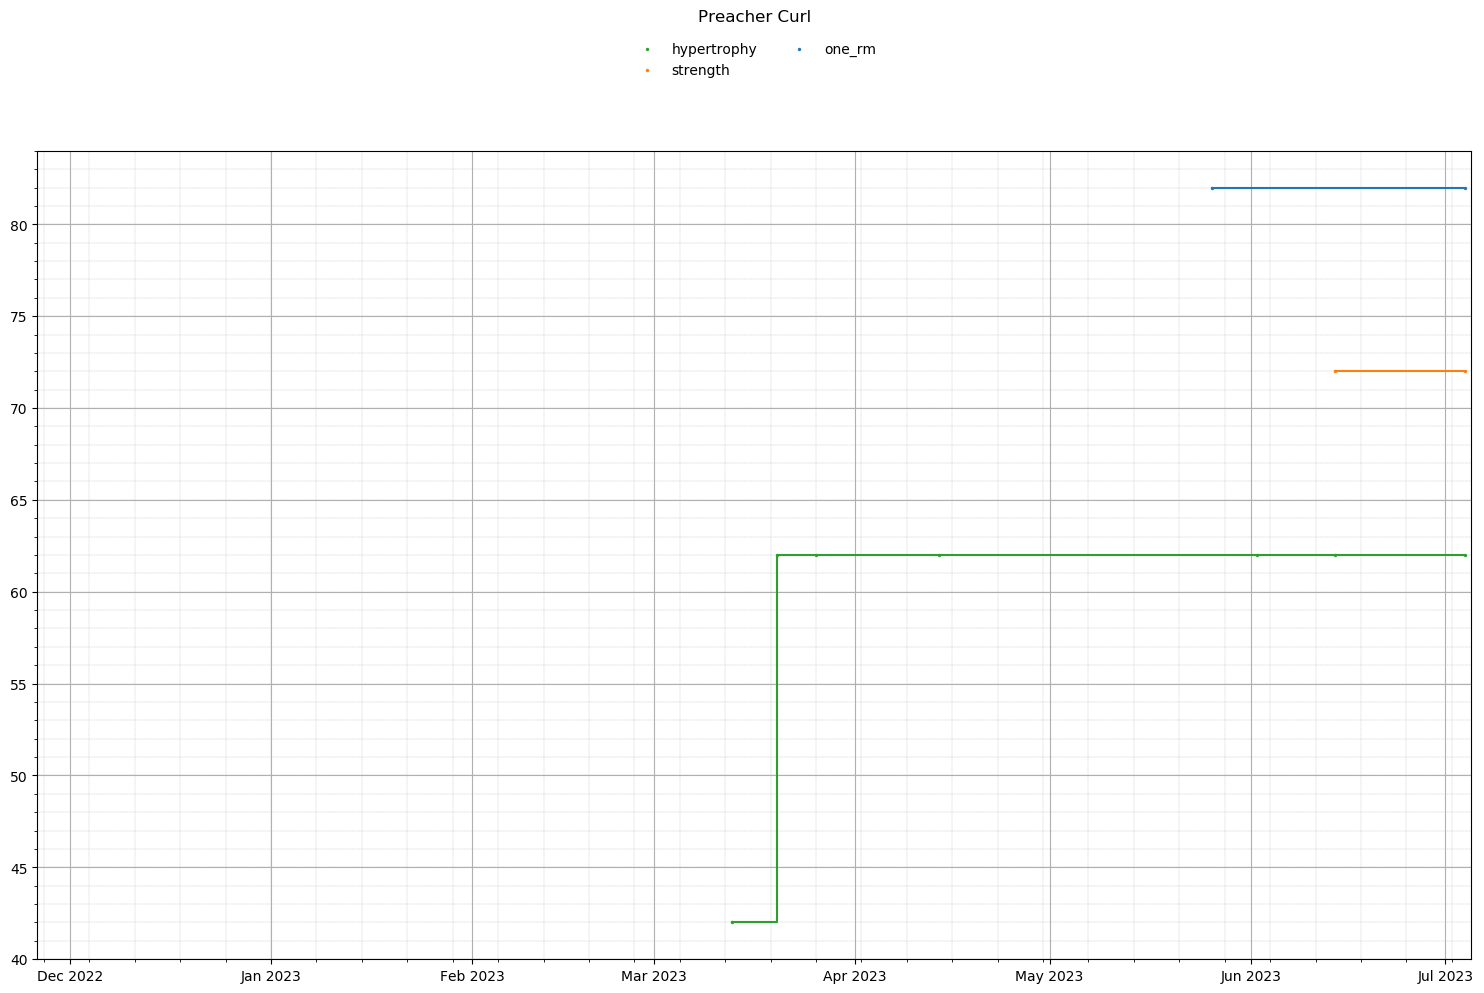 Preacher Curl
hypertrophy
strength
one_rm
80
75
70
65
60
55
50
45
40
Dec 2022
Jan 2023
Feb 2023
Mar 2023
Apr 2023
May 2023
Jun 2023
Jul 2023